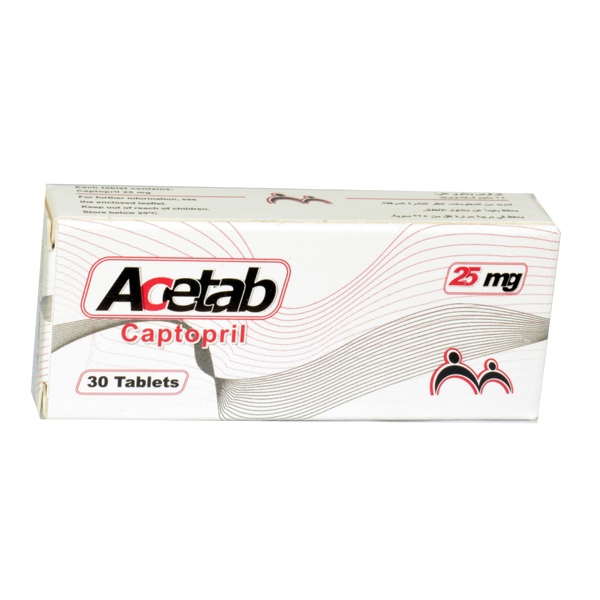 Each tablet contains:
Captopril 25 mg
For further information, see
the enclosed leaflet.
Keep out of reach of children.
Store below 25°C
Acetab
Captopril
25 mg
30 Tablets